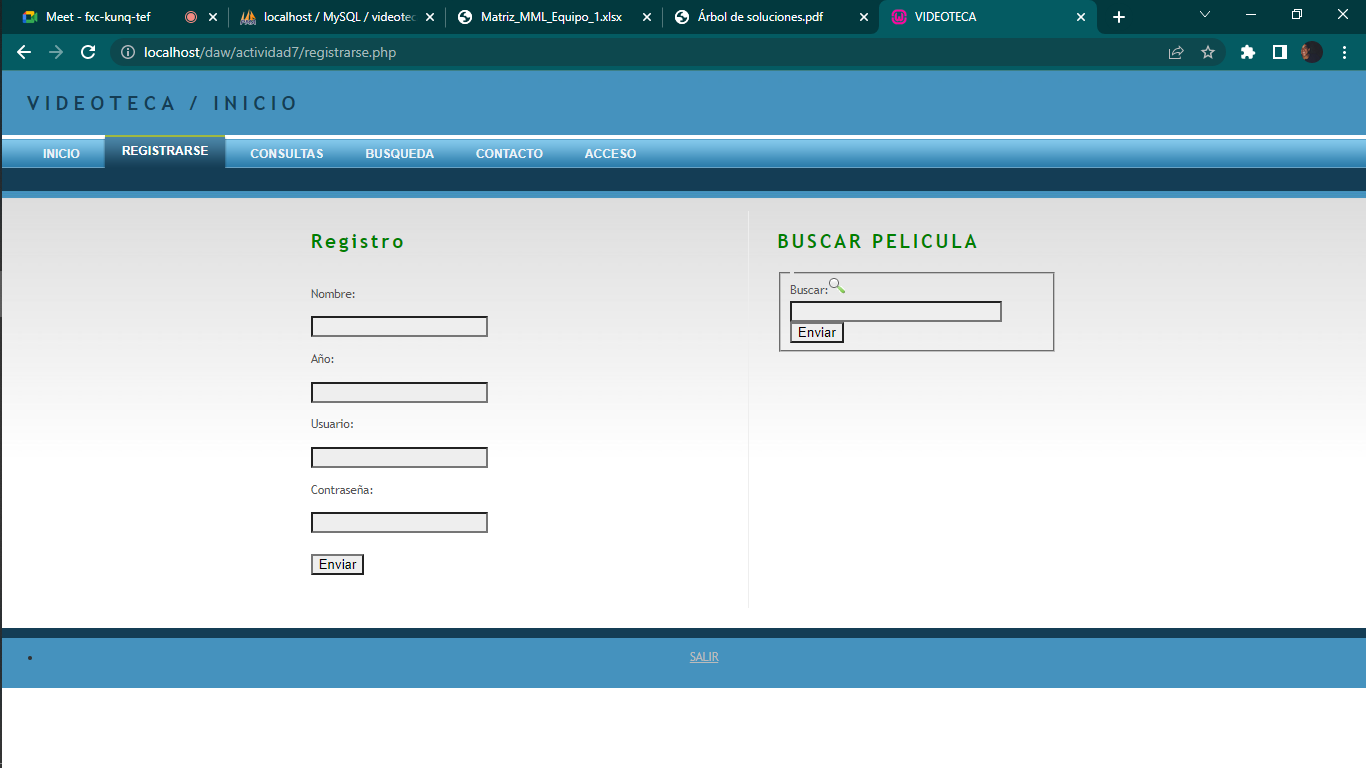 Meet - fxc-kunq-tef
localhost / MySQL / videotec
Matriz_MML_Equipo_1.xlsx
Árbol de soluciones.pdf
VIDEOTECA
localhost/daw/actividad7/registrarse.php
VIDEOTECA / INICIO
INICIO REGISTRARSE CONSULTAS BUSQUEDA CONTACTO ACCESO
Registro
Nombre:
Año:
Usuario:
Contraseña:
Enviar
BUSCAR PELICULA
Buscar:
Enviar
SALIR